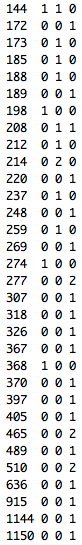 144 1 1 0
172 0 0 1
173 0 1 0
185 0 1 0
188 0 1 0
189 0 0 1
198 1 0 0
208 0 1 1
212 0 1 0
214 0 2 0
220 0 0 1
237 0 1 0
248 0 0 1
259 0 1 0
269 0 0 1
274 1 0 0
277 0 0 2
307 0 0 1
318 0 0 1
326 0 0 1
367 0 0 1
368 1 0 0
370 0 0 1
397 0 0 1
405 0 0 1
465 0 0 2
489 0 0 1
510 0 0 2
636 0 0 1
915 0 0 1
1144 0 0 1
1150 0 0 1